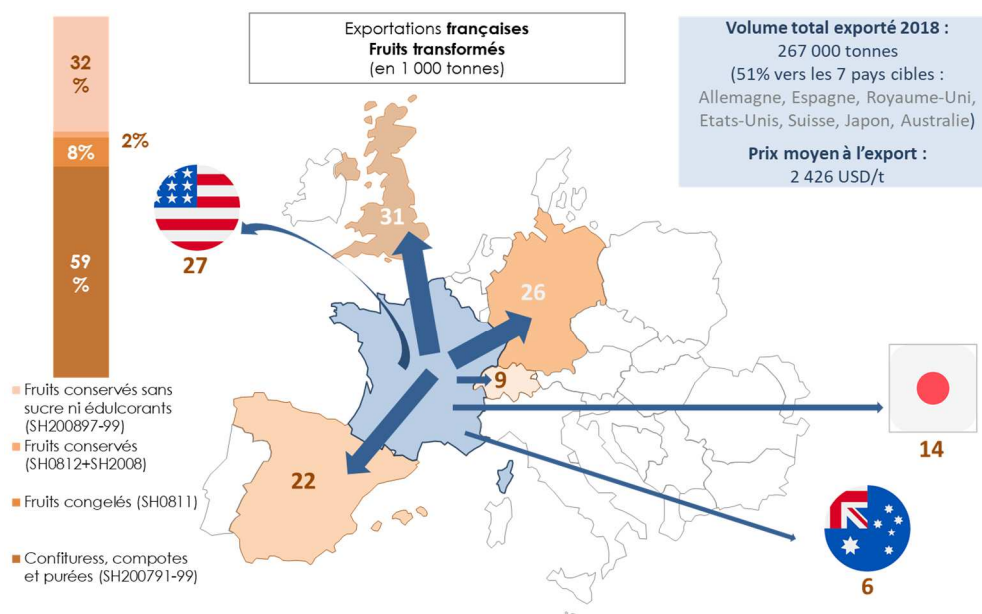 Exportations françaises
Fruits transformés
(en 1 000 tonnes)
Volume total exporté 2018 :
267 000 tonnes
(51% vers les 7 pays cibles :
Allemagne, Espagne, Royaume-Uni,
Etats-Unis, Suisse, Japon, Australie)
Prix moyen à l'export :
2 426 USD/t
32
%
2%
8%
59
%
27
31
26
9
22
14
6
Fruits conservés sans
sucre ni édulcorants
(SH200897-99)
Fruits conservés
(SH0812+SH2008)
Fruits congelés (SH0811)
Confituress, compotes
et purées (SH200791-99)